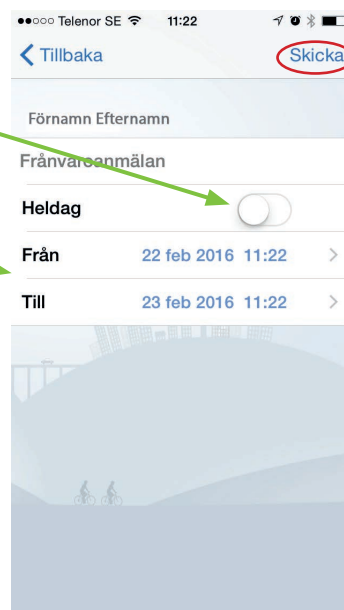 Telenor SE 11:22
Tillbaka Skicka
Förnamn Efternamn
Frånvaroanmälan
Heldag
Från 22 feb 2016 11:22
Till 23 feb 2016 11:22